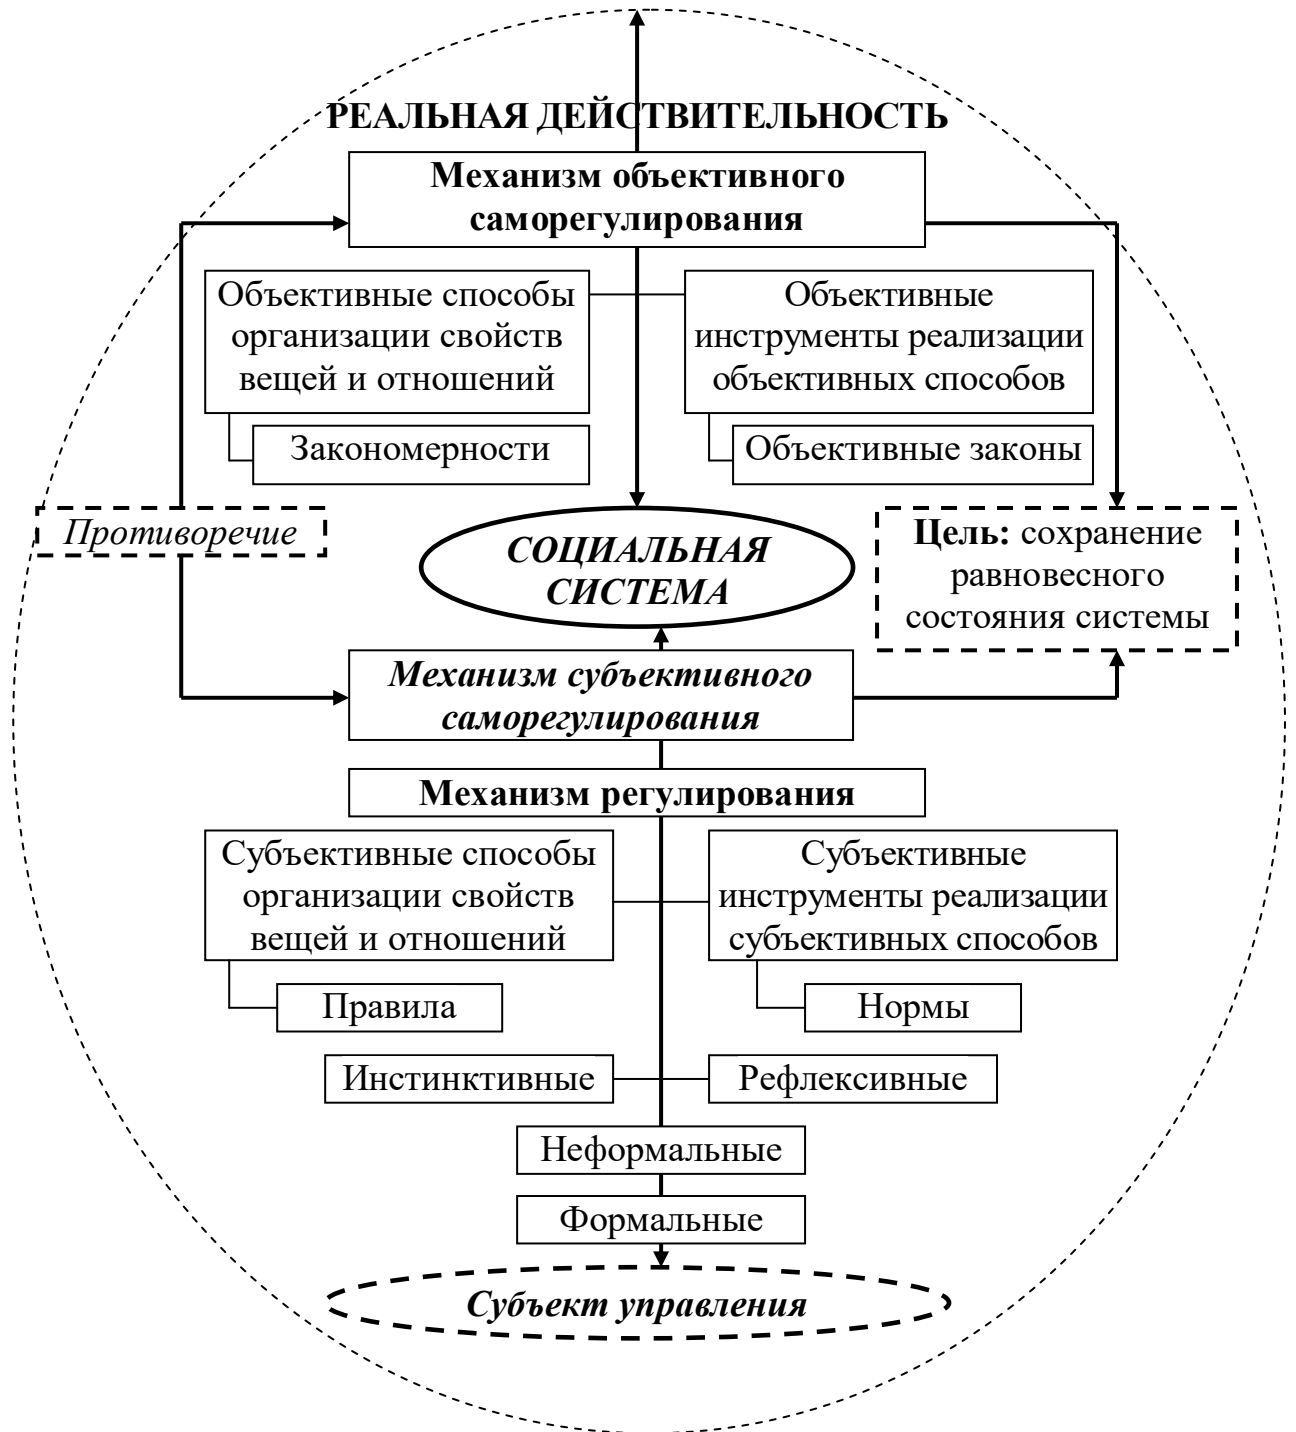 РЕАЛЬНАЯ ДЕЙСТВИТЕЛЬНОСТЬ
Механизм объективного
саморегулирования
Объективные способы
организации свойств
вещей и отношений
Объективные
инструменты реализации
объективных способов
Закономерности
Объективные законы
Противоречие
СОЦИАЛЬНАЯ
СИСТЕМА
Цель: сохранение
равновесного
состояния системы
Механизм субъективного
саморегулирования
Механизм регулирования
Субъективные способы
организации свойств
вещей и отношений
Субъективные
инструменты реализации
субъективных способов
Правила
Нормы
Инстинктивные
Рефлексивные
Неформальные
Формальные
Субъект управления